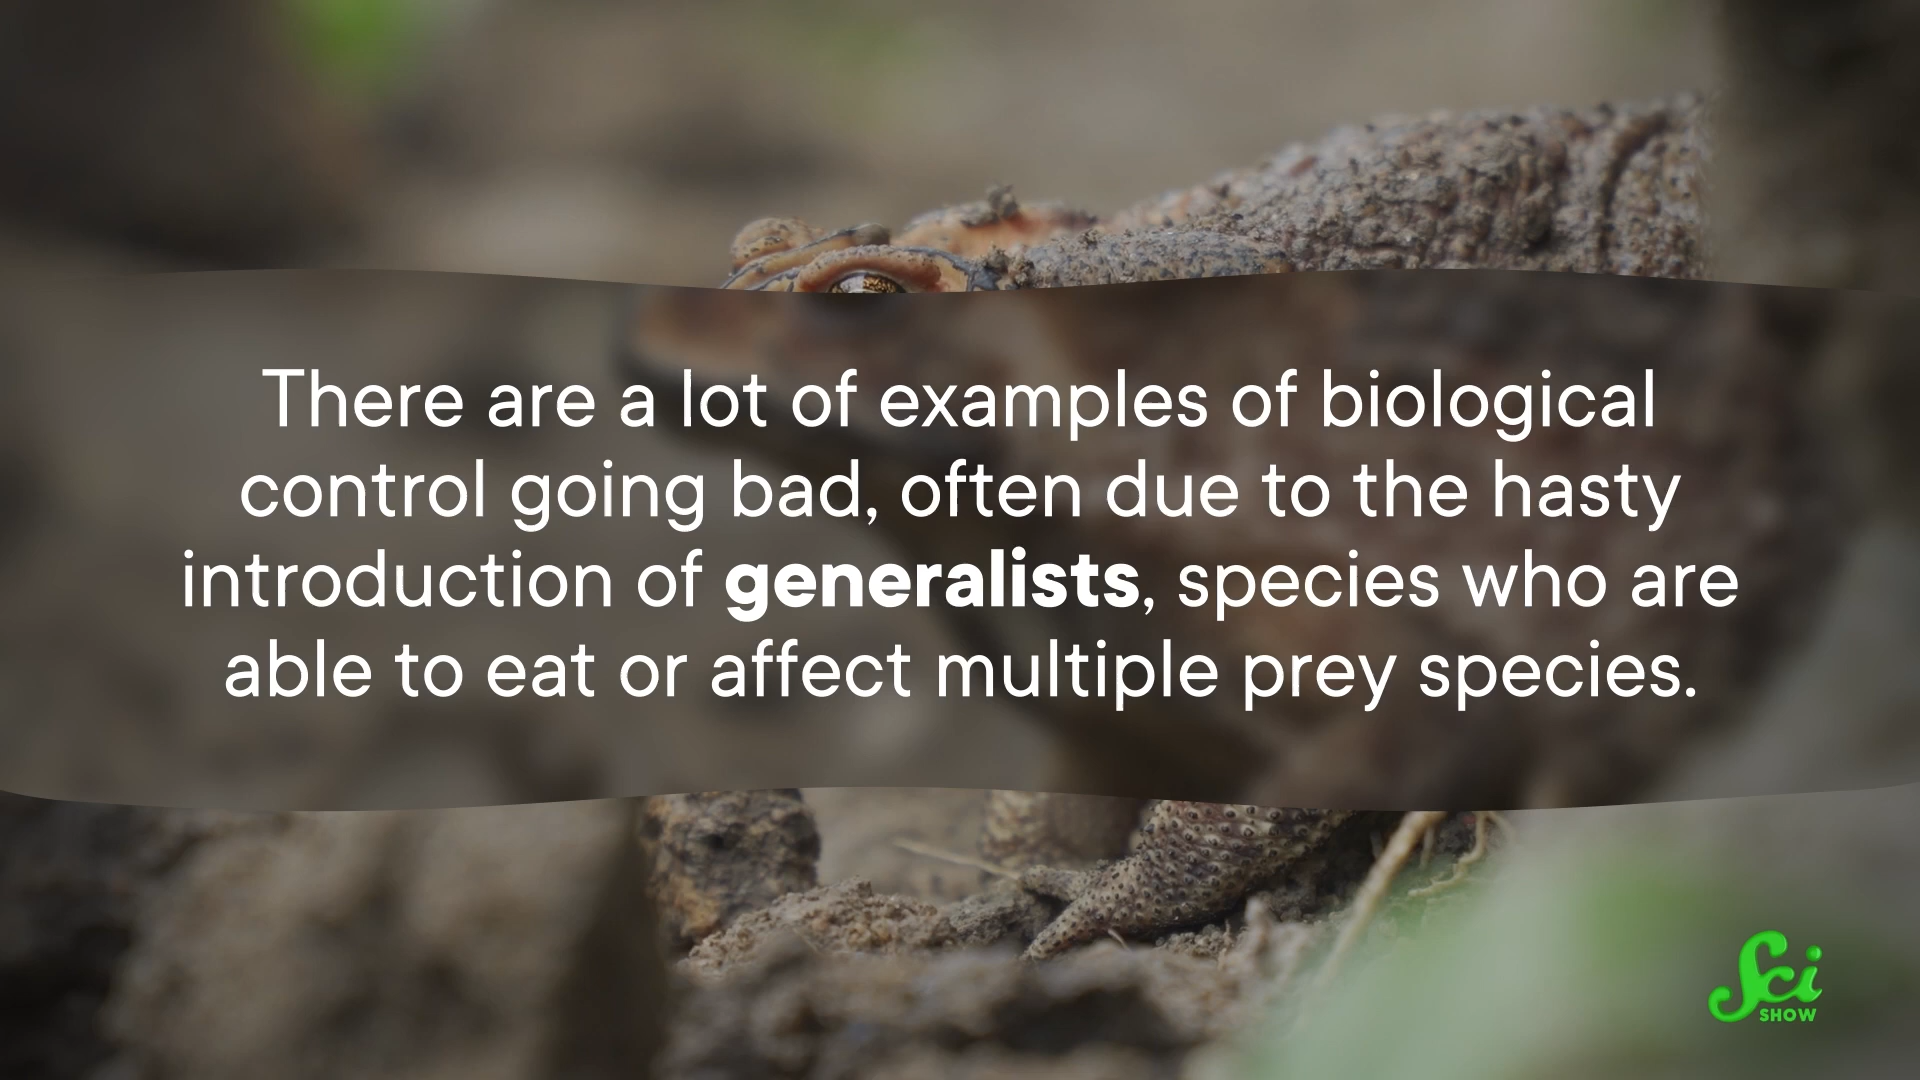 There are a lot of examples of biological
control going bad, often due to the hasty
introduction of generalists, species who are
able to eat or affect multiple prey species.
Sci
SHOW